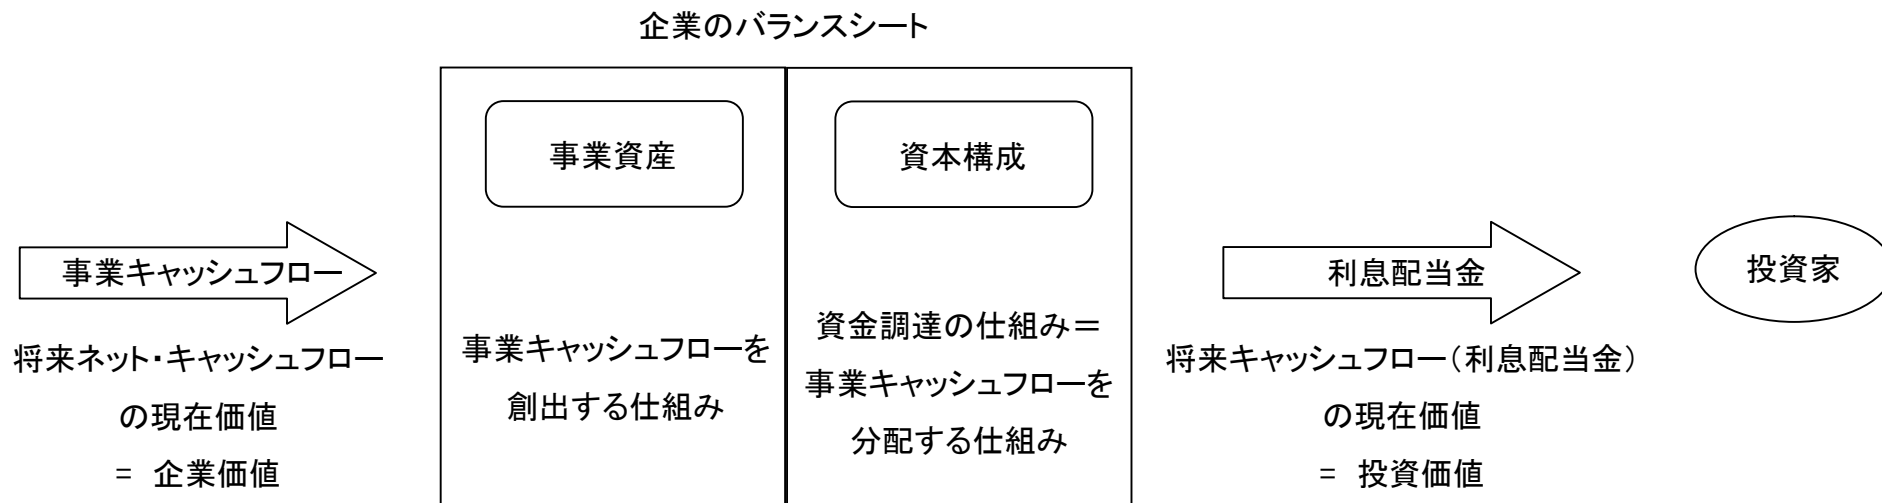 企業のバランスシート
事業資産
資本構成
事業キャッシュフロー
将来ネット・キャッシュフロー
の現在価値
= 企業価値
事業キャッシュフローを
創出する仕組み
資金調達の仕組み＝
事業キャッシュフローを
分配する仕組み
利息配当金
将来キャッシュフロー（利息配当金）
の現在価値
= 投資価値
投資家